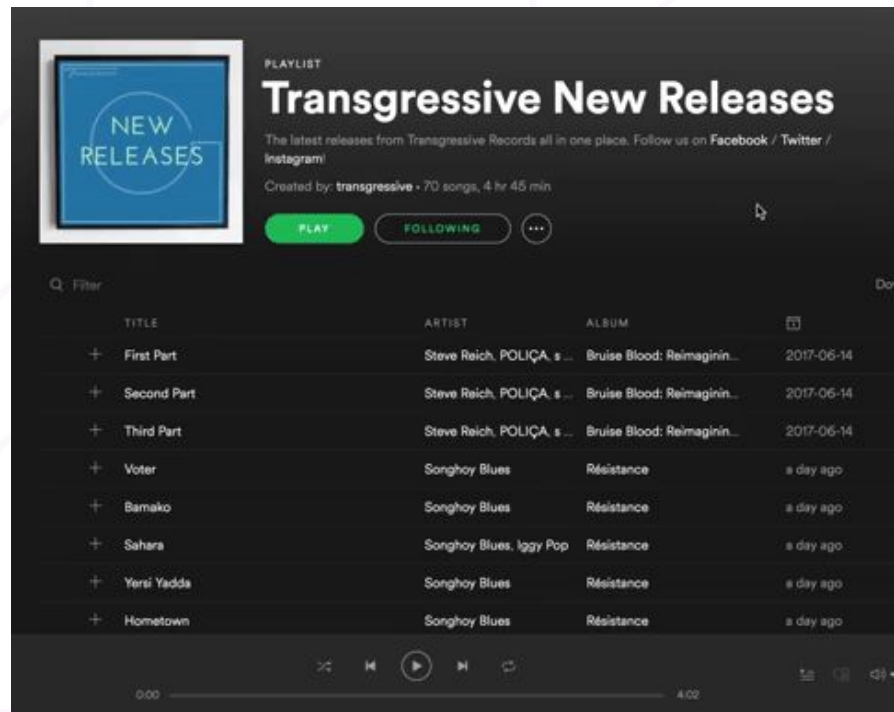 NEW
RELEASES
PLAYLIST
Transgressive New Releases
The latest releases from Transgressive Records all in one place. Follow us on Facebook / Twitter /
Instagram!
Created by: transgressive • 70 songs, 4 hr 45 min
PLAY FOLLOWING
Filter
TITLE ARTIST ALBUM
First Part Steve Reich, POLIÇA, s ... Bruise Blood: Reimaginin... 2017-06-14
Second Part Steve Reich, POLIÇA, s ... Bruise Blood: Reimaginin... 2017-06-14
Third Part Steve Reich, POLIÇA, s ... Bruise Blood: Reimaginin... 2017-06-14
Voter Songhoy Blues Résistance a day ago
Bamako Songhoy Blues Résistance a day ago
Sahara Songhoy Blues, Iggy Pop Résistance a day ago
Yersi Yadda Songhoy Blues Résistance a day ago
Hometown Songhoy Blues Résistance a day ago
0:00 4:02